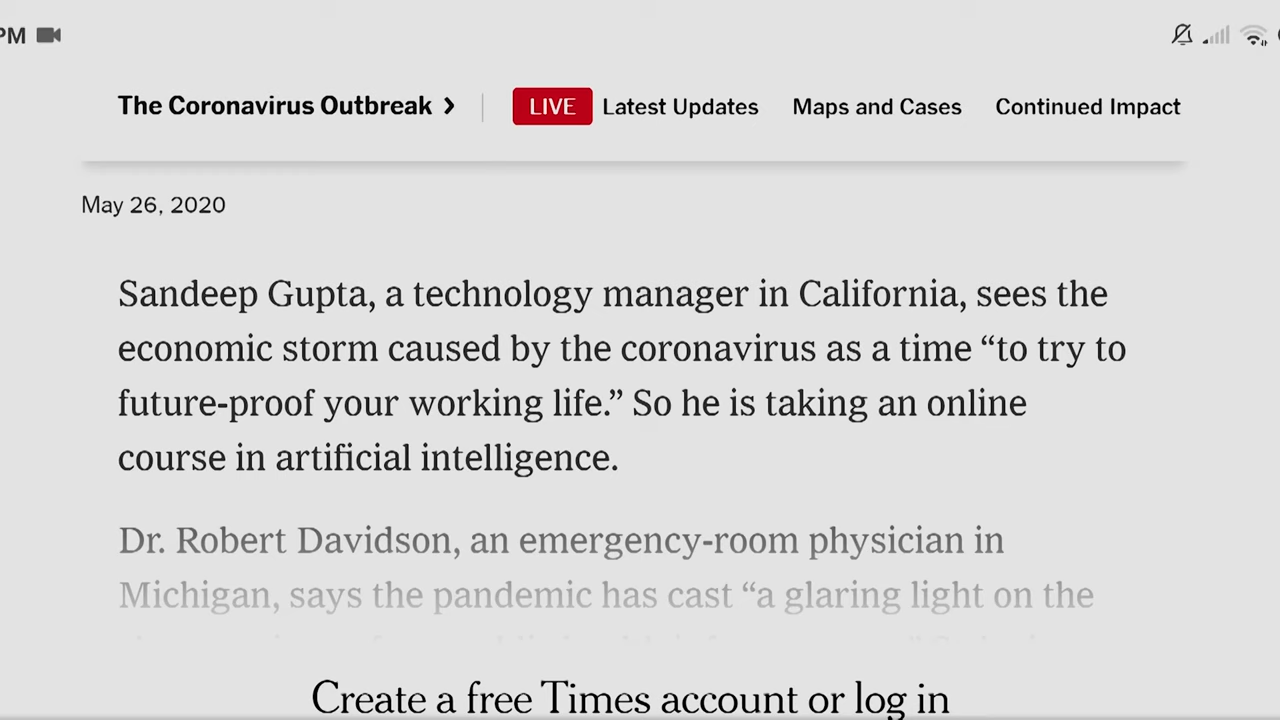 PM
The Coronavirus Outbreak › LIVE Latest Updates Maps and Cases Continued Impact
May 26, 2020
Sandeep Gupta, a technology manager in California, sees the
economic storm caused by the coronavirus as a time “to try to
future-proof your working life.” So he is taking an online
course in artificial intelligence.
Dr. Robert Davidson, an emergency-room physician in
Michigan, says the pandemic has cast “a glaring light on the
Create a free Times account or log in